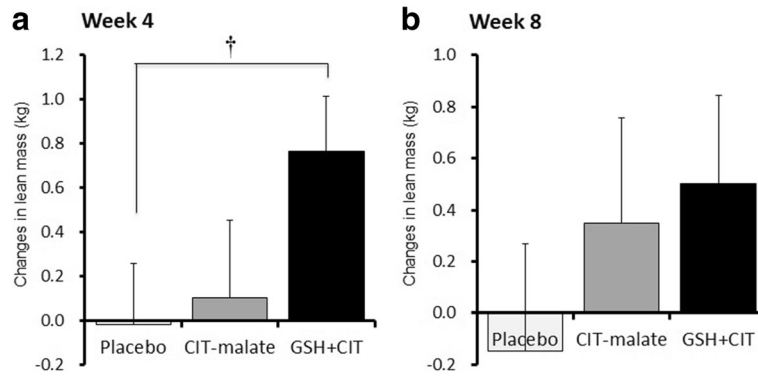 a Week 4
†
Changes in lean mass (kg)
1.2
1.0
0.8
0.6
0.4
0.2
0.0
-0.2
Placebo CIT-malate GSH+CIT
b Week 8
Changes in lean mass (kg)
1.0
0.8
0.6
0.4
0.2
0.0
-0.2
Placebo CIT-malate GSH+CIT